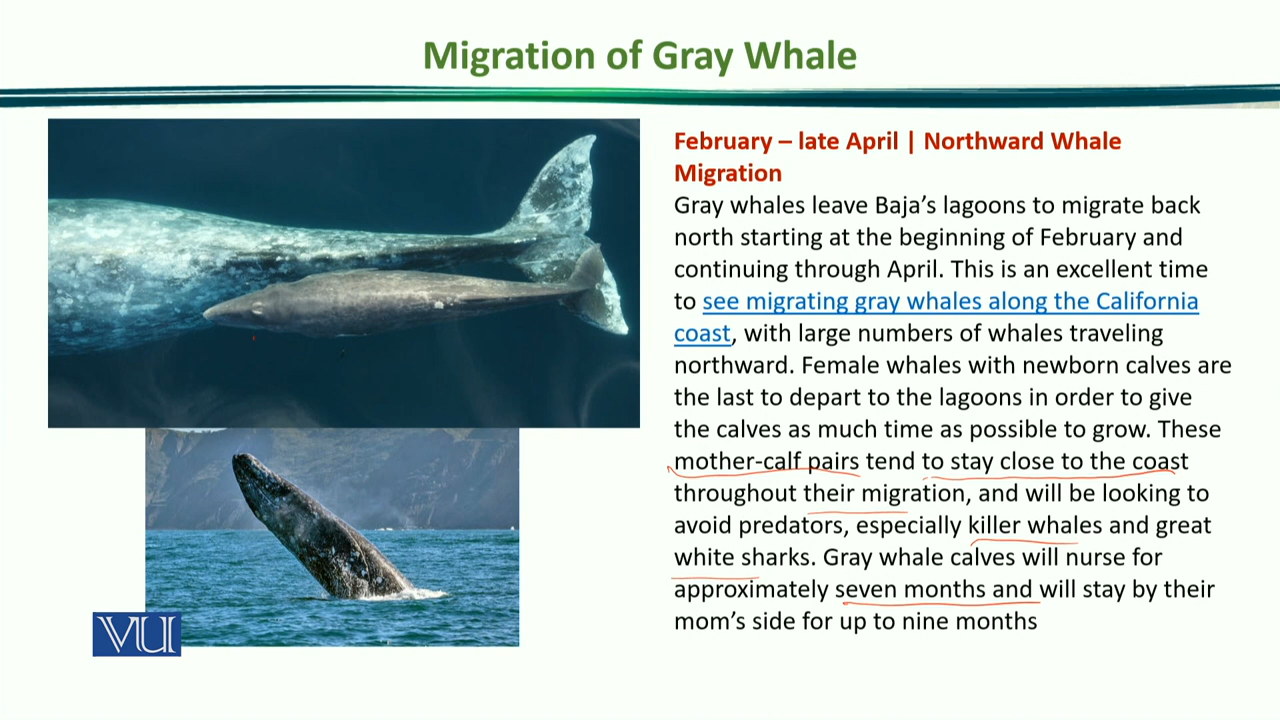 Migration of Gray Whale
February – late April | Northward Whale
Migration
Gray whales leave Baja’s lagoons to migrate back
north starting at the beginning of February and
continuing through April. This is an excellent time
to see migrating gray whales along the California
coast, with large numbers of whales traveling
northward. Female whales with newborn calves are
the last to depart to the lagoons in order to give
the calves as much time as possible to grow. These
mother-calf pairs tend to stay close to the coast
throughout their migration, and will be looking to
avoid predators, especially killer whales and great
white sharks. Gray whale calves will nurse for
approximately seven months and will stay by their
mom’s side for up to nine months
VU